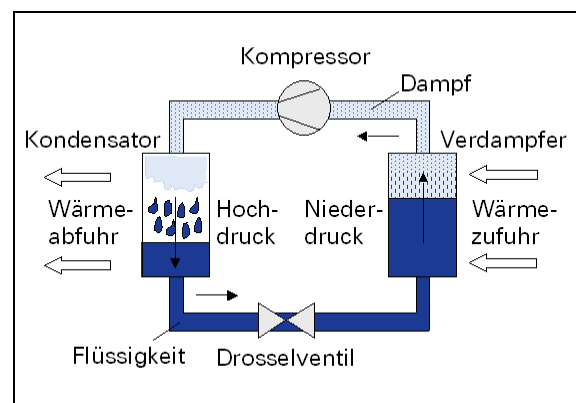 Kompressor
Dampf
Kondensator
Verdampfer
Wärme-
abfuhr
Hoch-
druck
Nieder-
druck
Wärme-
zufuhr
Flüssigkeit
Drosselventil